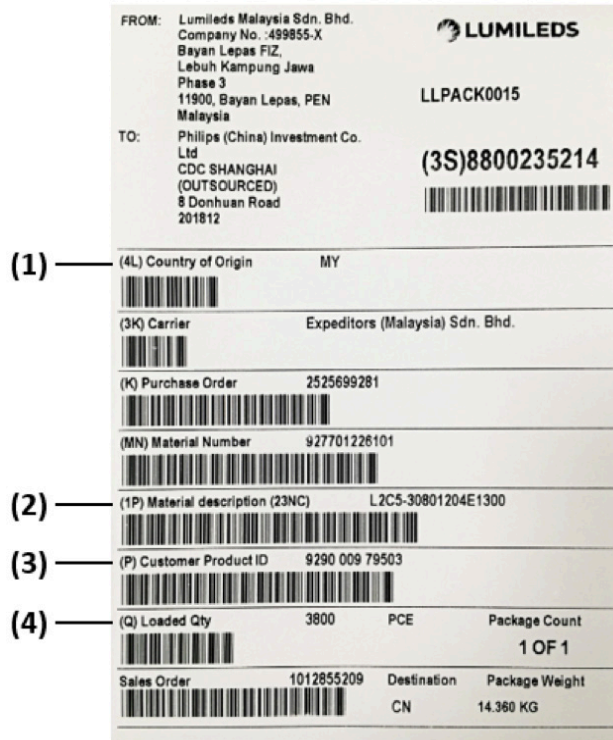 FROM: Lumileds Malaysia Sdn. Bhd.
Company No. :499855-X
Bayan Lepas FIZ,
Lebuh Kampung Jawa
Phase 3
11900, Bayan Lepas, PEN
Malaysia
LUMILEDS
LLPACK0015
TO: Philips (China) Investment Co.
Ltd
CDC SHANGHAI
(OUTSOURCED)
8 Donhuan Road
201812
(3S)8800235214
(1) (4L) Country of Origin MY
(3K) Carrier Expeditors (Malaysia) Sdn. Bhd.
(K) Purchase Order 2525699281
(MN) Material Number 927701226101
(2) (1P) Material description (23NC) L2C5-30801204E1300
(3) (P) Customer Product ID 9290 009 79503
(4) (Q) Loaded Qty 3800 PCE Package Count
1 OF 1
Sales Order 1012855209 Destination Package Weight
CN 14.360 KG